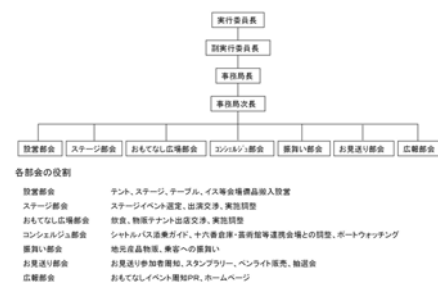 実行委員長
副実行委員長
事務局長
事務局次長
設営部会 ステージ部会 おもてなし広場部会 コンシェルジュ部会 振舞い部会 お見送り部会 広報部会
各部会の役割
設営部会 テント、ステージ、テーブル、イス等会場備品搬入設営
ステージ部会 ステージイベント選定、出演交渉、実施調整
おもてなし広場部会 飲食、物販テナント出店交渉、実施調整
コンシェルジュ部会 シャトルバス添乗ガイド、十六番倉庫・芸術館等連携会場との調整、ポートウォッチング
振舞い部会 地元産品物販、乗客への振舞い
お見送り部会 お見送り参加者周知、スタンプラリー、ペンライト販売、抽選会
広報部会 おもてなしイベント周知PR、ホームページ